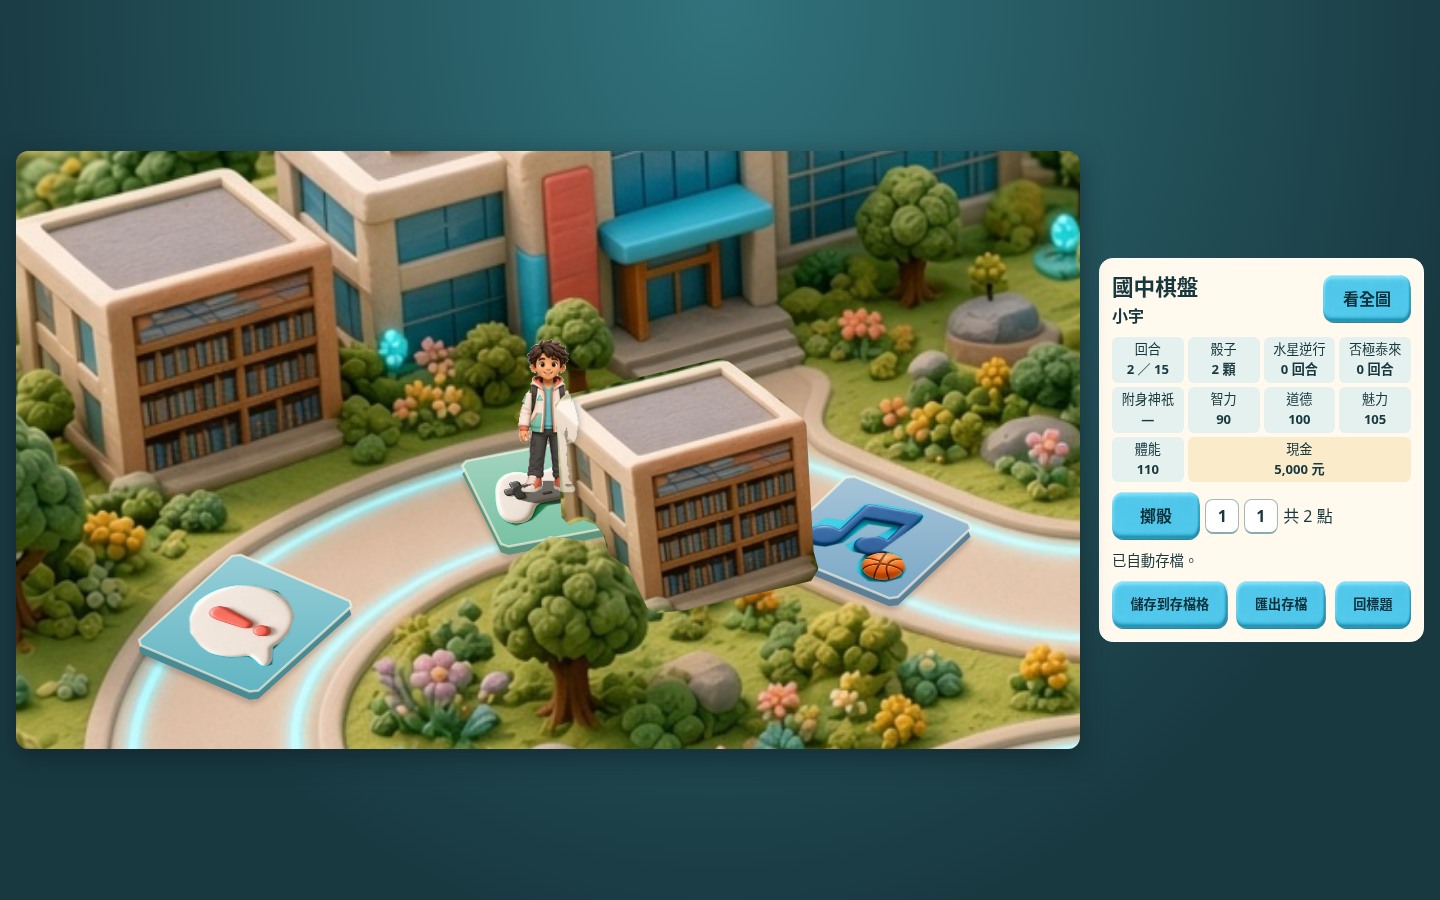 國中棋盤
小宇
看全圖
回合
2 ／ 15
骰子
2 顆
水星逆行
0 回合
否極泰來
0 回合
附身神祇
—
智力
90
道德
100
魅力
105
體能
110
現金
5,000 元
擲骰
1
1
共 2 點
已自動存檔。
儲存到存檔格
匯出存檔
回標題